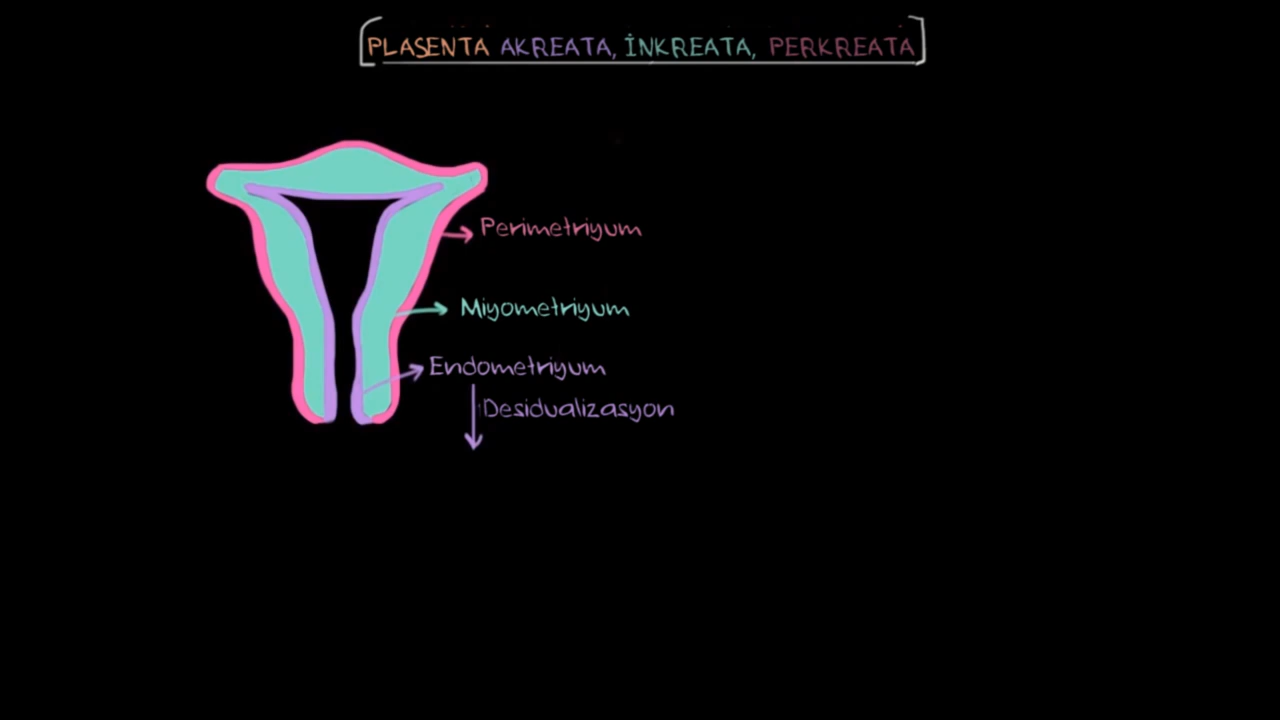 PLASENTA AKREATA, İNKREATA, PERKREATA
Perimetriyum
Miyometriyum
Endometriyum
Desidualizasyon